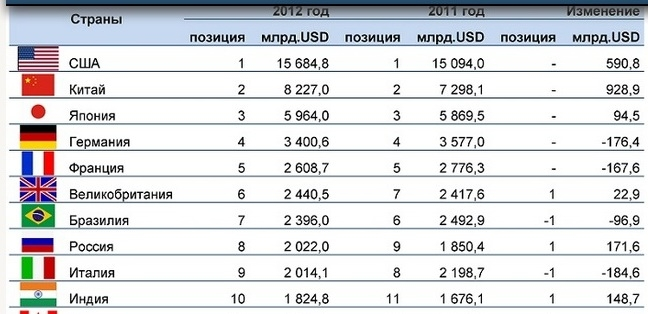 Страны 2012 год 2011 год Изменение
позиция млрд.USD позиция млрд.USD позиция млрд.USD
США 1 15 684,8 1 15 094,0 - 590,8
Китай 2 8 227,0 2 7 298,1 - 928,9
Япония 3 5 964,0 3 5 869,5 - 94,5
Германия 4 3 400,6 4 3 577,0 - -176,4
Франция 5 2 608,7 5 2 776,3 - -167,6
Великобритания 6 2 440,5 7 2 417,6 1 22,9
Бразилия 7 2 396,0 6 2 492,9 -1 -96,9
Россия 8 2 022,0 9 1 850,4 1 171,6
Италия 9 2 014,1 8 2 198,7 -1 -184,6
Индия 10 1 824,8 11 1 676,1 1 148,7